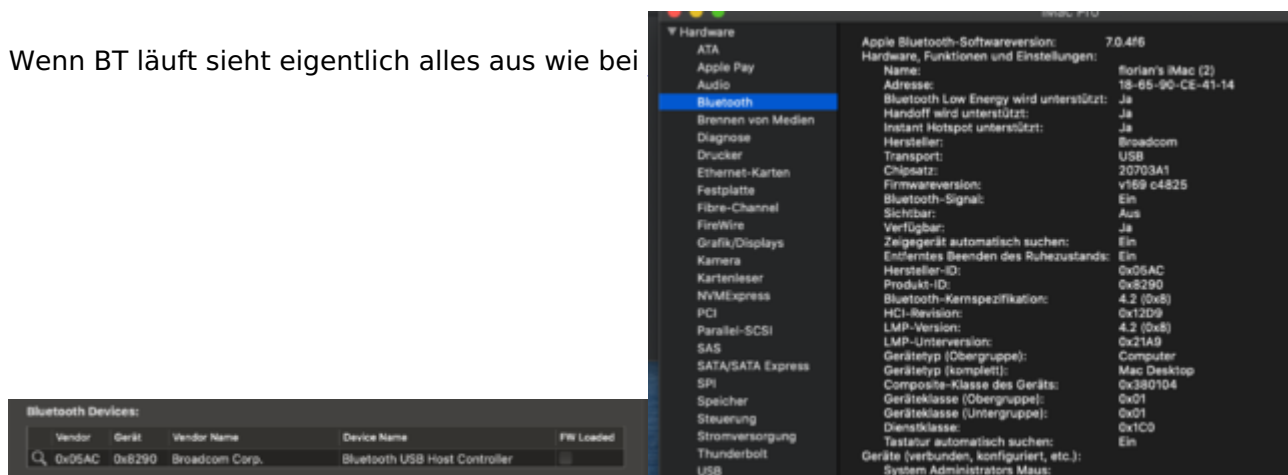 Wenn BT läuft sieht eigentlich alles aus wie bei
iMac Pro
Hardware
ATA
Apple Pay
Audio
Bluetooth
Brennen von Medien
Diagnose
Drucker
Ethernet-Karten
Festplatte
Fibre-Channel
FireWire
Grafik/Displays
Kamera
Kartenleser
NVMExpress
PCI
Parallel-SCSI
SAS
SATA/SATA Express
SPI
Speicher
Steuerung
Stromversorgung
Thunderbolt
USB
Apple Bluetooth-Softwareversion: 7.0.4f6
Hardware, Funktionen und Einstellungen:
Name: florian's iMac (2)
Adresse: 18-65-90-CE-41-14
Bluetooth Low Energy wird unterstützt: Ja
Handoff wird unterstützt: Ja
Instant Hotspot unterstützt: Ja
Hersteller: Broadcom
Transport: USB
Chipsatz: 20703A1
Firmwareversion: v169 c4825
Bluetooth-Signal: Ein
Sichtbar: Aus
Verfügbar: Ja
Zeigegerät automatisch suchen: Ein
Entferntes Beenden des Ruhezustands: Ein
Hersteller-ID: 0x05AC
Produkt-ID: 0x8290
Bluetooth-Kernspezifikation: 4.2 (0x8)
HCI-Revision: 0x12D9
LMP-Version: 4.2 (0x8)
LMP-Unterversion: 0x21A9
Gerätetyp (Obergruppe): Computer
Gerätetyp (komplett): Mac Desktop
Composite-Klasse des Geräts: 0x380104
Geräteklasse (Obergruppe): 0x01
Geräteklasse (Untergruppe): 0x01
Dienstklasse: 0x1C0
Tastatur automatisch suchen: Ein
Geräte (verbunden, konfiguriert, etc.):
System Administrators Maus:
Bluetooth Devices:
Vendor Gerät Vendor Name Device Name FW Loaded
0x05AC 0x8290 Broadcom Corp. Bluetooth USB Host Controller